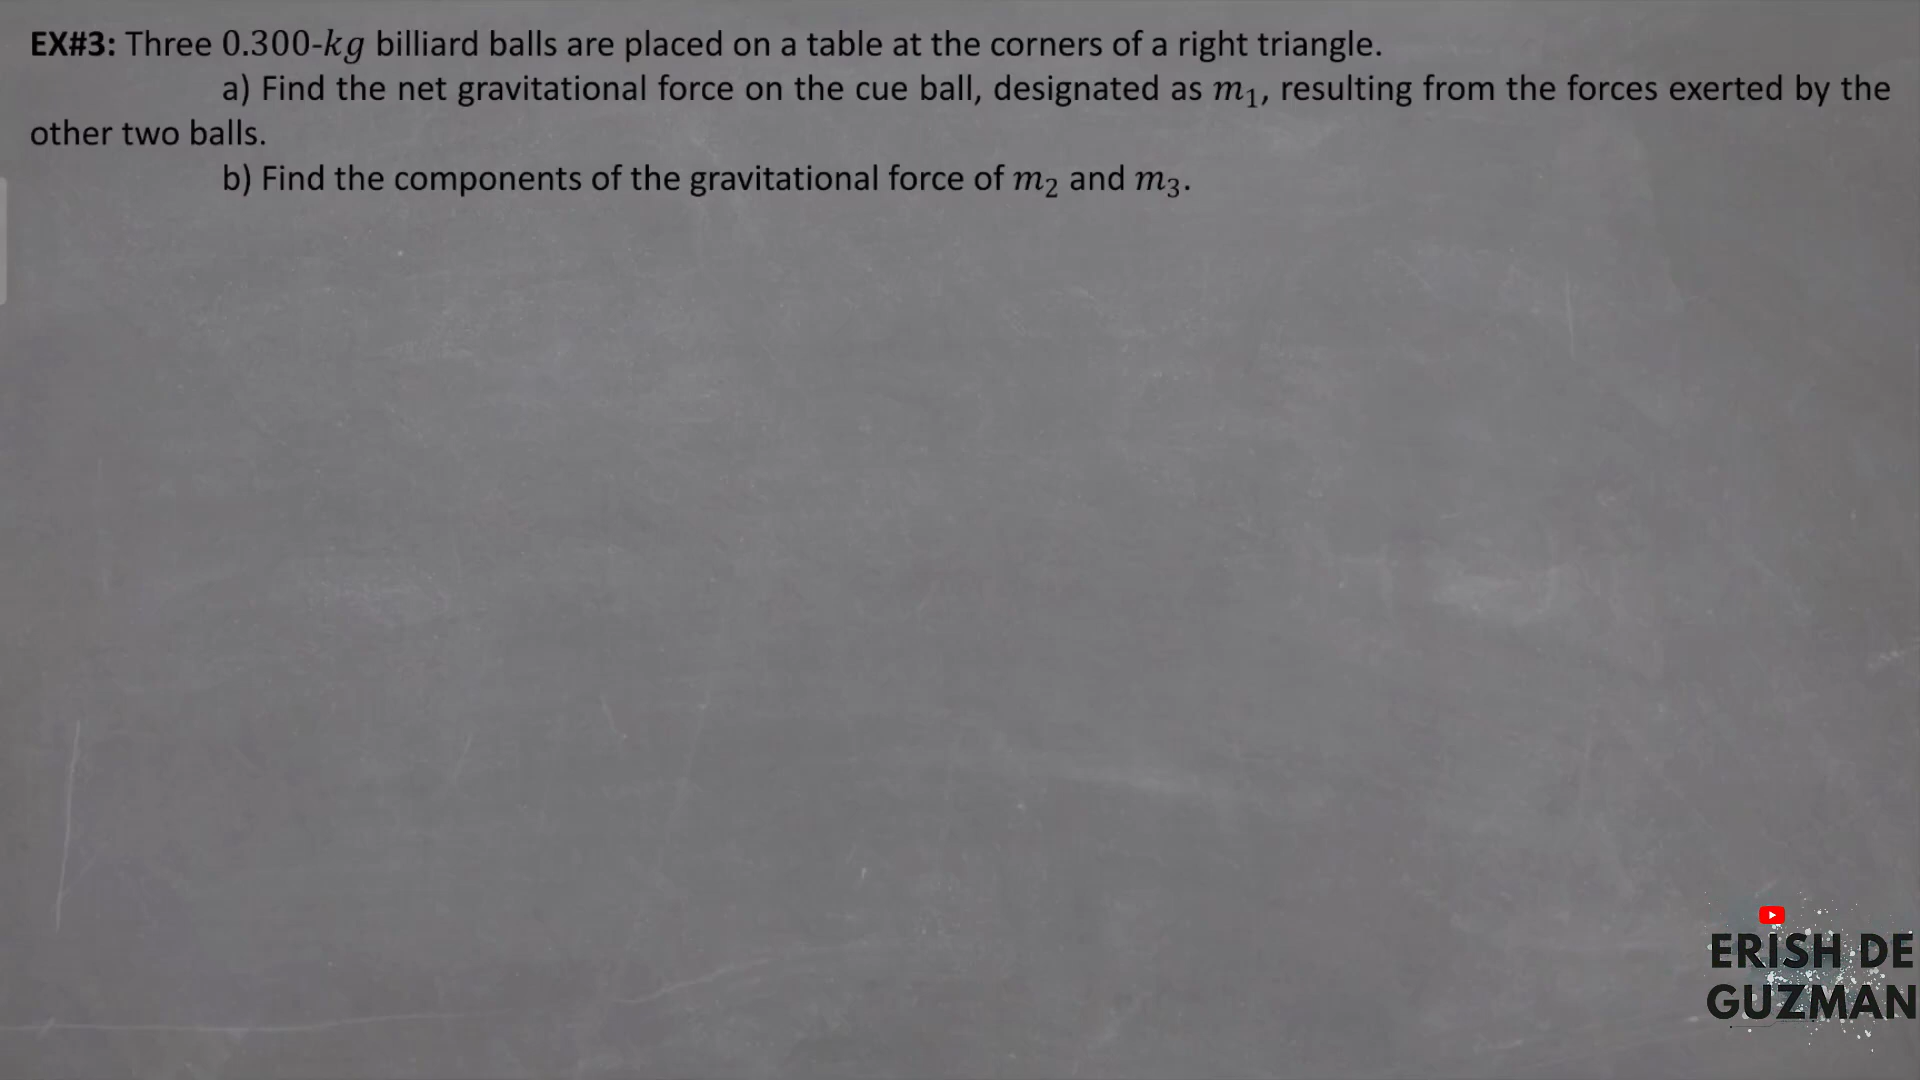 EX#3: Three 0.300-kg billiard balls are placed on a table at the corners of a right triangle.
a) Find the net gravitational force on the cue ball, designated as m₁, resulting from the forces exerted by the
other two balls.
b) Find the components of the gravitational force of m₂ and m₃.
ERISH DE
GUZMAN